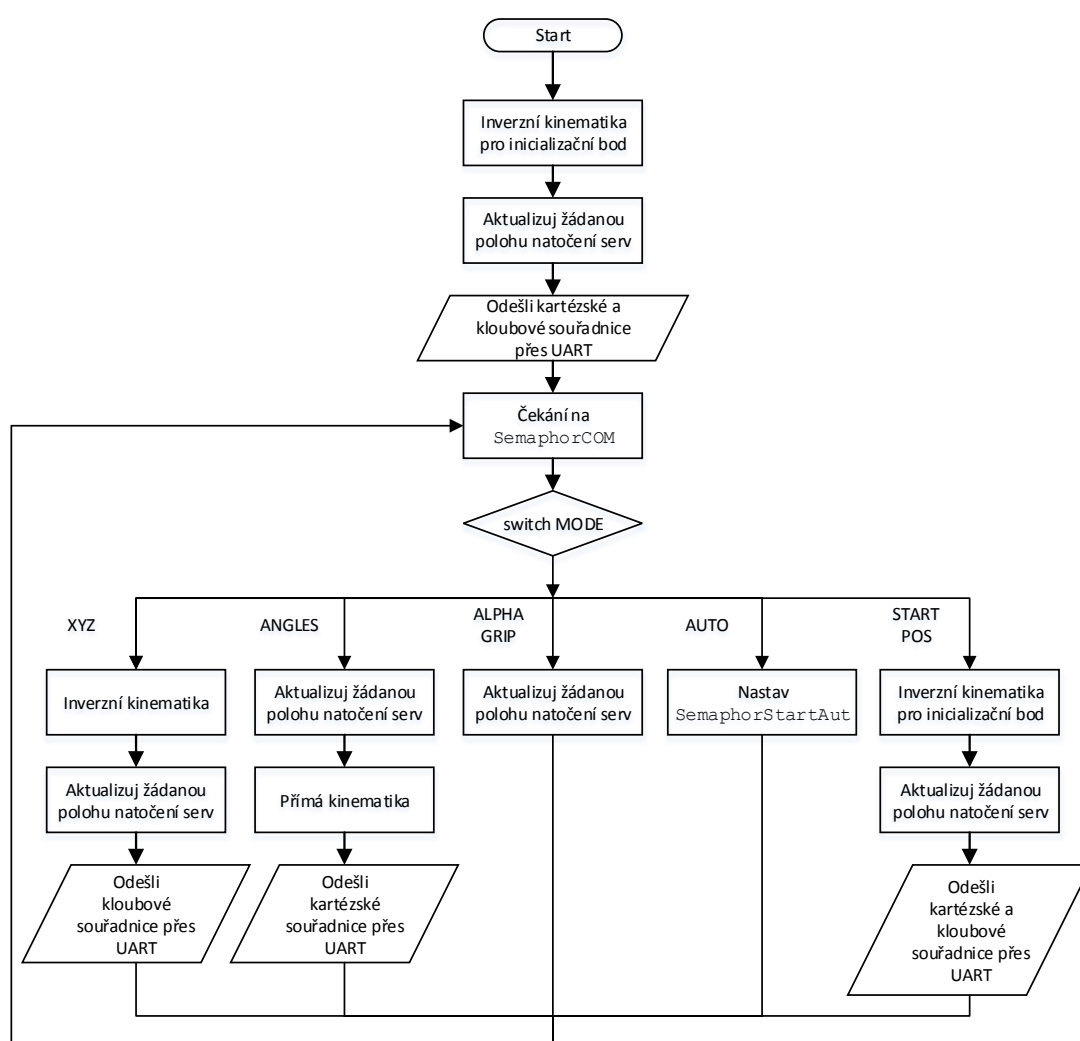 Start
Inverzní kinematika
pro inicializační bod
Aktualizuj žádanou
polohu natočení serv
Odešli kartézské a
kloubové souřadnice
přes UART
Čekání na
SemaphorCOM
switch MODE
XYZ
ANGLES
ALPHA
GRIP
AUTO
START
POS
Inverzní kinematika
Aktualizuj žádanou
polohu natočení serv
Aktualizuj žádanou
polohu natočení serv
Nastav
SemaphorStartAut
Inverzní kinematika
pro inicializační bod
Aktualizuj žádanou
polohu natočení serv
Přímá kinematika
Aktualizuj žádanou
polohu natočení serv
Odešli
kloubové
souřadnice přes
UART
Odešli
kartézské
souřadnice přes
UART
Odešli
kartézské a
kloubové
souřadnice přes
UART